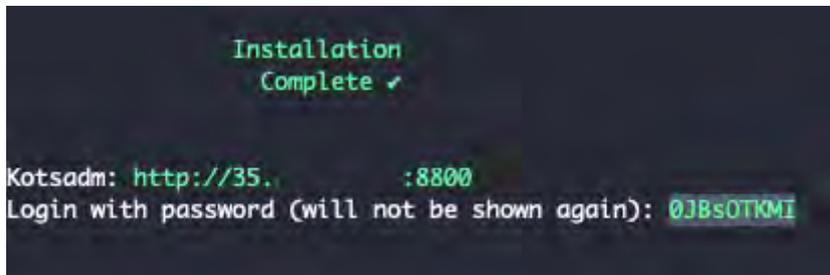 Installation
Complete ✔
Kotsadm: http://35. :8800
Login with password (will not be shown again): 0JBsOTKMI